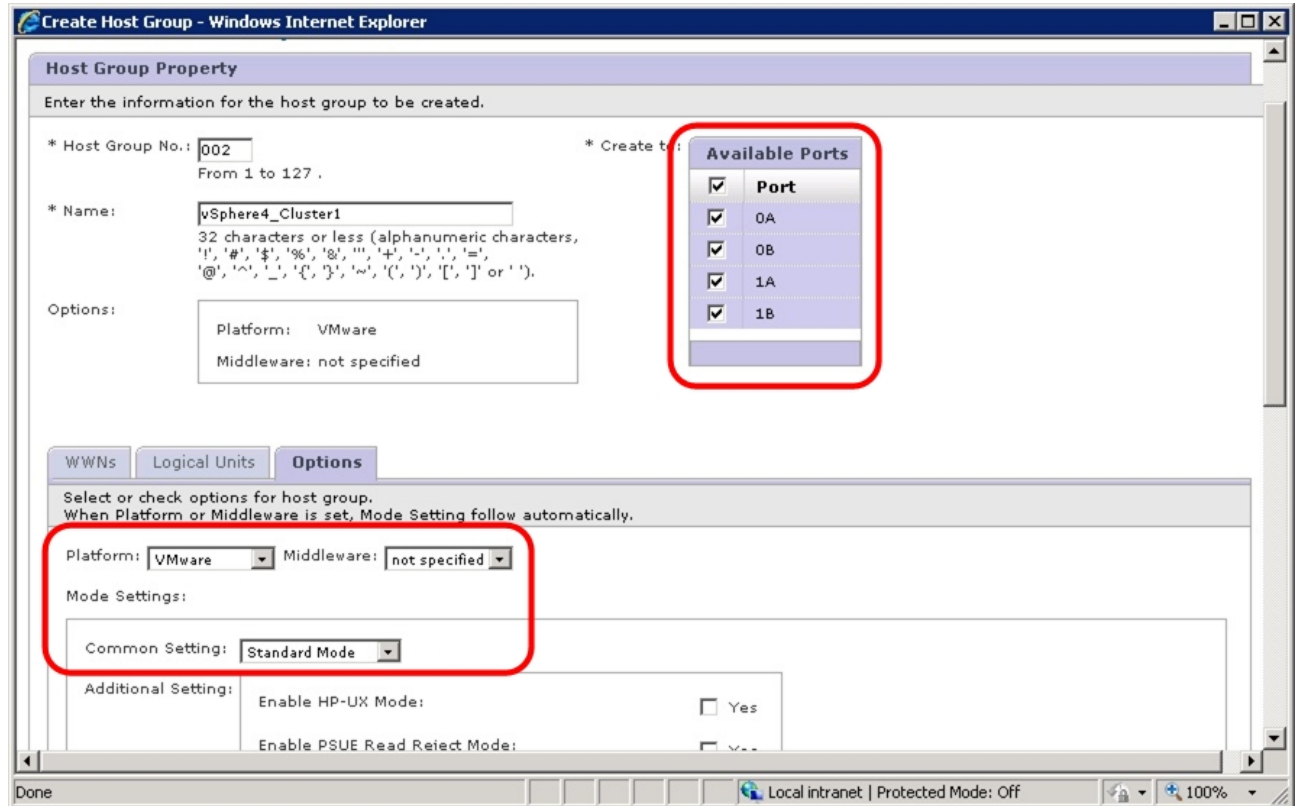 Create Host Group - Windows Internet Explorer
Host Group Property
Enter the information for the host group to be created.
* Host Group No.: 002
From 1 to 127 .
* Create to:
Available Ports
Port
0A
0B
1A
1B
* Name: vSphere4_Cluster1
32 characters or less (alphanumeric characters,
'!', '#', '$', '%', '&', ''', '+', '-', '.', '=',
'@', '^', '_', '{', '}', '~', '(', ')', '[', ']' or ' ').
Options:
Platform: VMware
Middleware: not specified
WWNs Logical Units Options
Select or check options for host group.
When Platform or Middleware is set, Mode Setting follow automatically.
Platform: VMware Middleware: not specified
Mode Settings:
Common Setting: Standard Mode
Additional Setting:
Enable HP-UX Mode: Yes
Enable PSUE Read Reject Mode: Yes
Done Local intranet | Protected Mode: Off 100%